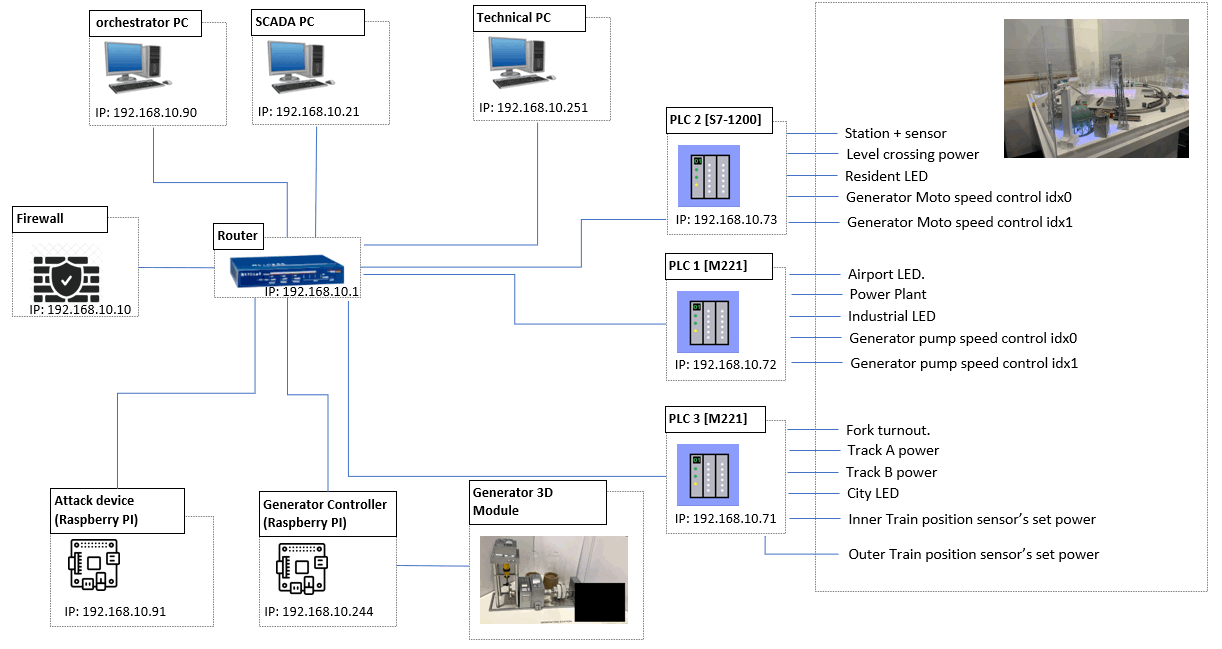 orchestrator PC
IP: 192.168.10.90
SCADA PC
IP: 192.168.10.21
Technical PC
IP: 192.168.10.251
Firewall
IP: 192.168.10.10
Router
IP: 192.168.10.1
PLC 2 [S7-1200]
IP: 192.168.10.73
Station + sensor
Level crossing power
Resident LED
Generator Moto speed control idx0
Generator Moto speed control idx1
PLC 1 [M221]
IP: 192.168.10.72
Airport LED.
Power Plant
Industrial LED
Generator pump speed control idx0
Generator pump speed control idx1
PLC 3 [M221]
IP: 192.168.10.71
Fork turnout.
Track A power
Track B power
City LED
Inner Train position sensor's set power
Outer Train position sensor's set power
Attack device
(Raspberry PI)
IP: 192.168.10.91
Generator Controller
(Raspberry PI)
IP: 192.168.10.244
Generator 3D
Module